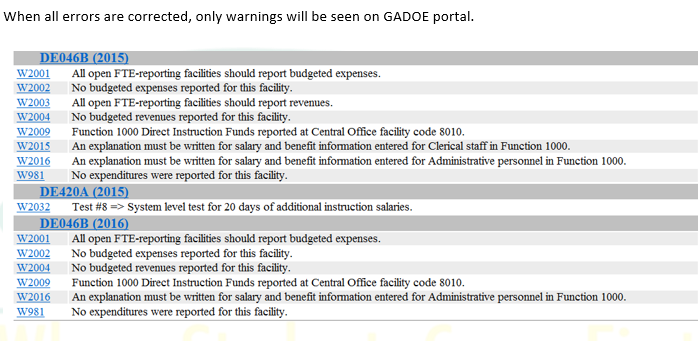 When all errors are corrected, only warnings will be seen on GADOE portal.
DE046B (2015)
W2001 All open FTE-reporting facilities should report budgeted expenses.
W2002 No budgeted expenses reported for this facility.
W2003 All open FTE-reporting facilities should report revenues.
W2004 No budgeted revenues reported for this facility.
W2009 Function 1000 Direct Instruction Funds reported at Central Office facility code 8010.
W2015 An explanation must be written for salary and benefit information entered for Clerical staff in Function 1000.
W2016 An explanation must be written for salary and benefit information entered for Administrative personnel in Function 1000.
W981 No expenditures were reported for this facility.
DE420A (2015)
W2032 Test #8 => System level test for 20 days of additional instruction salaries.
DE046B (2016)
W2001 All open FTE-reporting facilities should report budgeted expenses.
W2002 No budgeted expenses reported for this facility.
W2004 No budgeted revenues reported for this facility.
W2009 Function 1000 Direct Instruction Funds reported at Central Office facility code 8010.
W2016 An explanation must be written for salary and benefit information entered for Administrative personnel in Function 1000.
W981 No expenditures were reported for this facility.